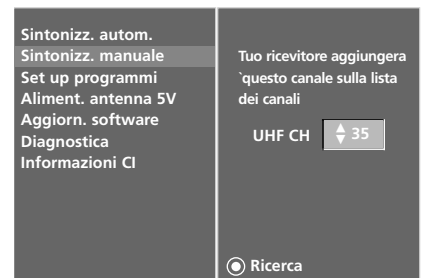 Sintonizz. autom.
Sintonizz. manuale
Set up programmi
Aliment. antenna 5V
Aggiorn. software
Diagnostica
Informazioni CI
Tuo ricevitore aggiungera
`questo canale sulla lista
dei canali
UHF CH 35
Ricerca